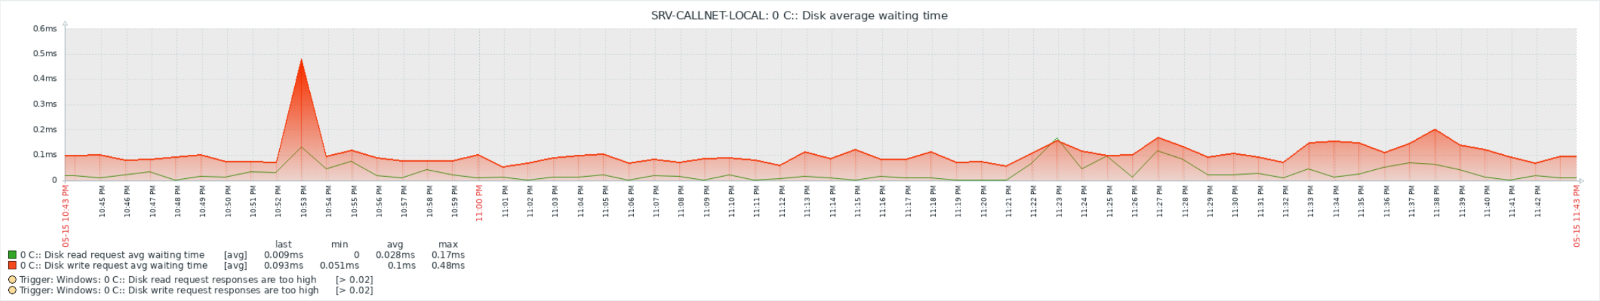 SRV-CALLNET-LOCAL: 0 C:: Disk average waiting time
0.6ms
0.5ms
0.4ms
0.3ms
0.2ms
0.1ms
0
05-15 10:43 PM
10:45 PM
10:46 PM
10:47 PM
10:48 PM
10:49 PM
10:50 PM
10:51 PM
10:52 PM
10:53 PM
10:54 PM
10:55 PM
10:56 PM
10:57 PM
10:58 PM
10:59 PM
11:00 PM
11:01 PM
11:02 PM
11:03 PM
11:04 PM
11:05 PM
11:06 PM
11:07 PM
11:08 PM
11:09 PM
11:10 PM
11:11 PM
11:12 PM
11:13 PM
11:14 PM
11:15 PM
11:16 PM
11:17 PM
11:18 PM
11:19 PM
11:20 PM
11:21 PM
11:22 PM
11:23 PM
11:24 PM
11:25 PM
11:26 PM
11:27 PM
11:28 PM
11:29 PM
11:30 PM
11:31 PM
11:32 PM
11:33 PM
11:34 PM
11:35 PM
11:36 PM
11:37 PM
11:38 PM
11:39 PM
11:40 PM
11:41 PM
11:42 PM
05-15 11:43 PM
last min avg max
0 C:: Disk read request avg waiting time [avg] 0.009ms 0 0.028ms 0.17ms
0 C:: Disk write request avg waiting time [avg] 0.093ms 0.051ms 0.1ms 0.48ms
Trigger: Windows: 0 C:: Disk read request responses are too high [> 0.02]
Trigger: Windows: 0 C:: Disk write request responses are too high [> 0.02]